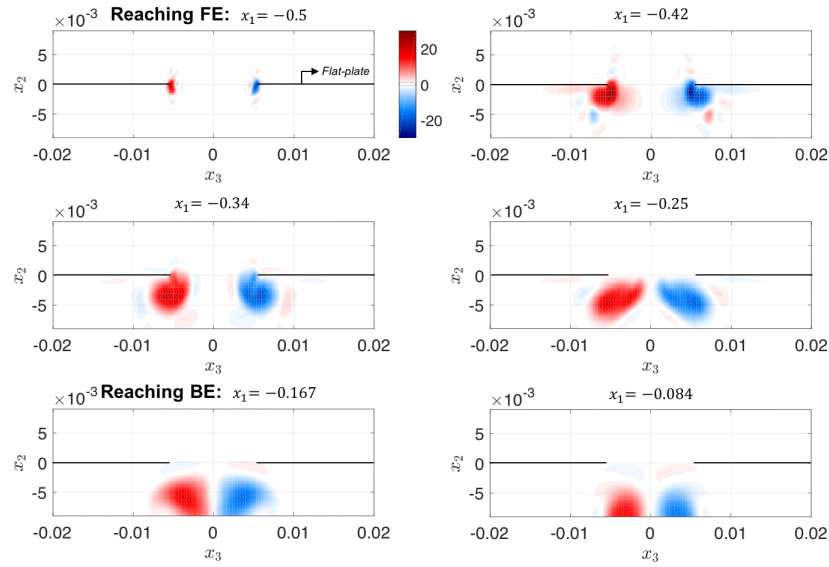 Reaching FE: x₁= −0.5
×10⁻³
5
0
-5
x₂
Flat-plate
-0.02 -0.01 0 0.01 0.02
x₃
20
0
-20
x₁= −0.42
×10⁻³
5
0
-5
x₂
-0.02 -0.01 0 0.01 0.02
x₃
x₁= −0.34
×10⁻³
5
0
-5
x₂
-0.02 -0.01 0 0.01 0.02
x₃
x₁= −0.25
×10⁻³
5
0
-5
x₂
-0.02 -0.01 0 0.01 0.02
x₃
Reaching BE: x₁= −0.167
×10⁻³
5
0
-5
x₂
-0.02 -0.01 0 0.01 0.02
x₃
x₁= −0.084
×10⁻³
5
0
-5
x₂
-0.02 -0.01 0 0.01 0.02
x₃